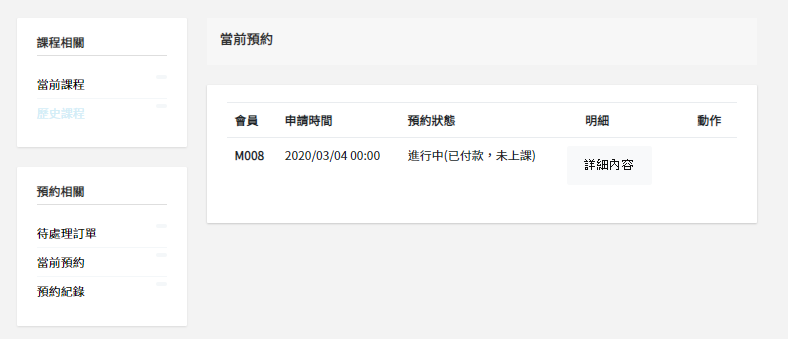 課程相關
當前課程
歷史課程
預約相關
待處理訂單
當前預約
預約紀錄
當前預約
會員 申請時間 預約狀態 明細 動作
M008 2020/03/04 00:00 進行中(已付款，未上課) 詳細內容